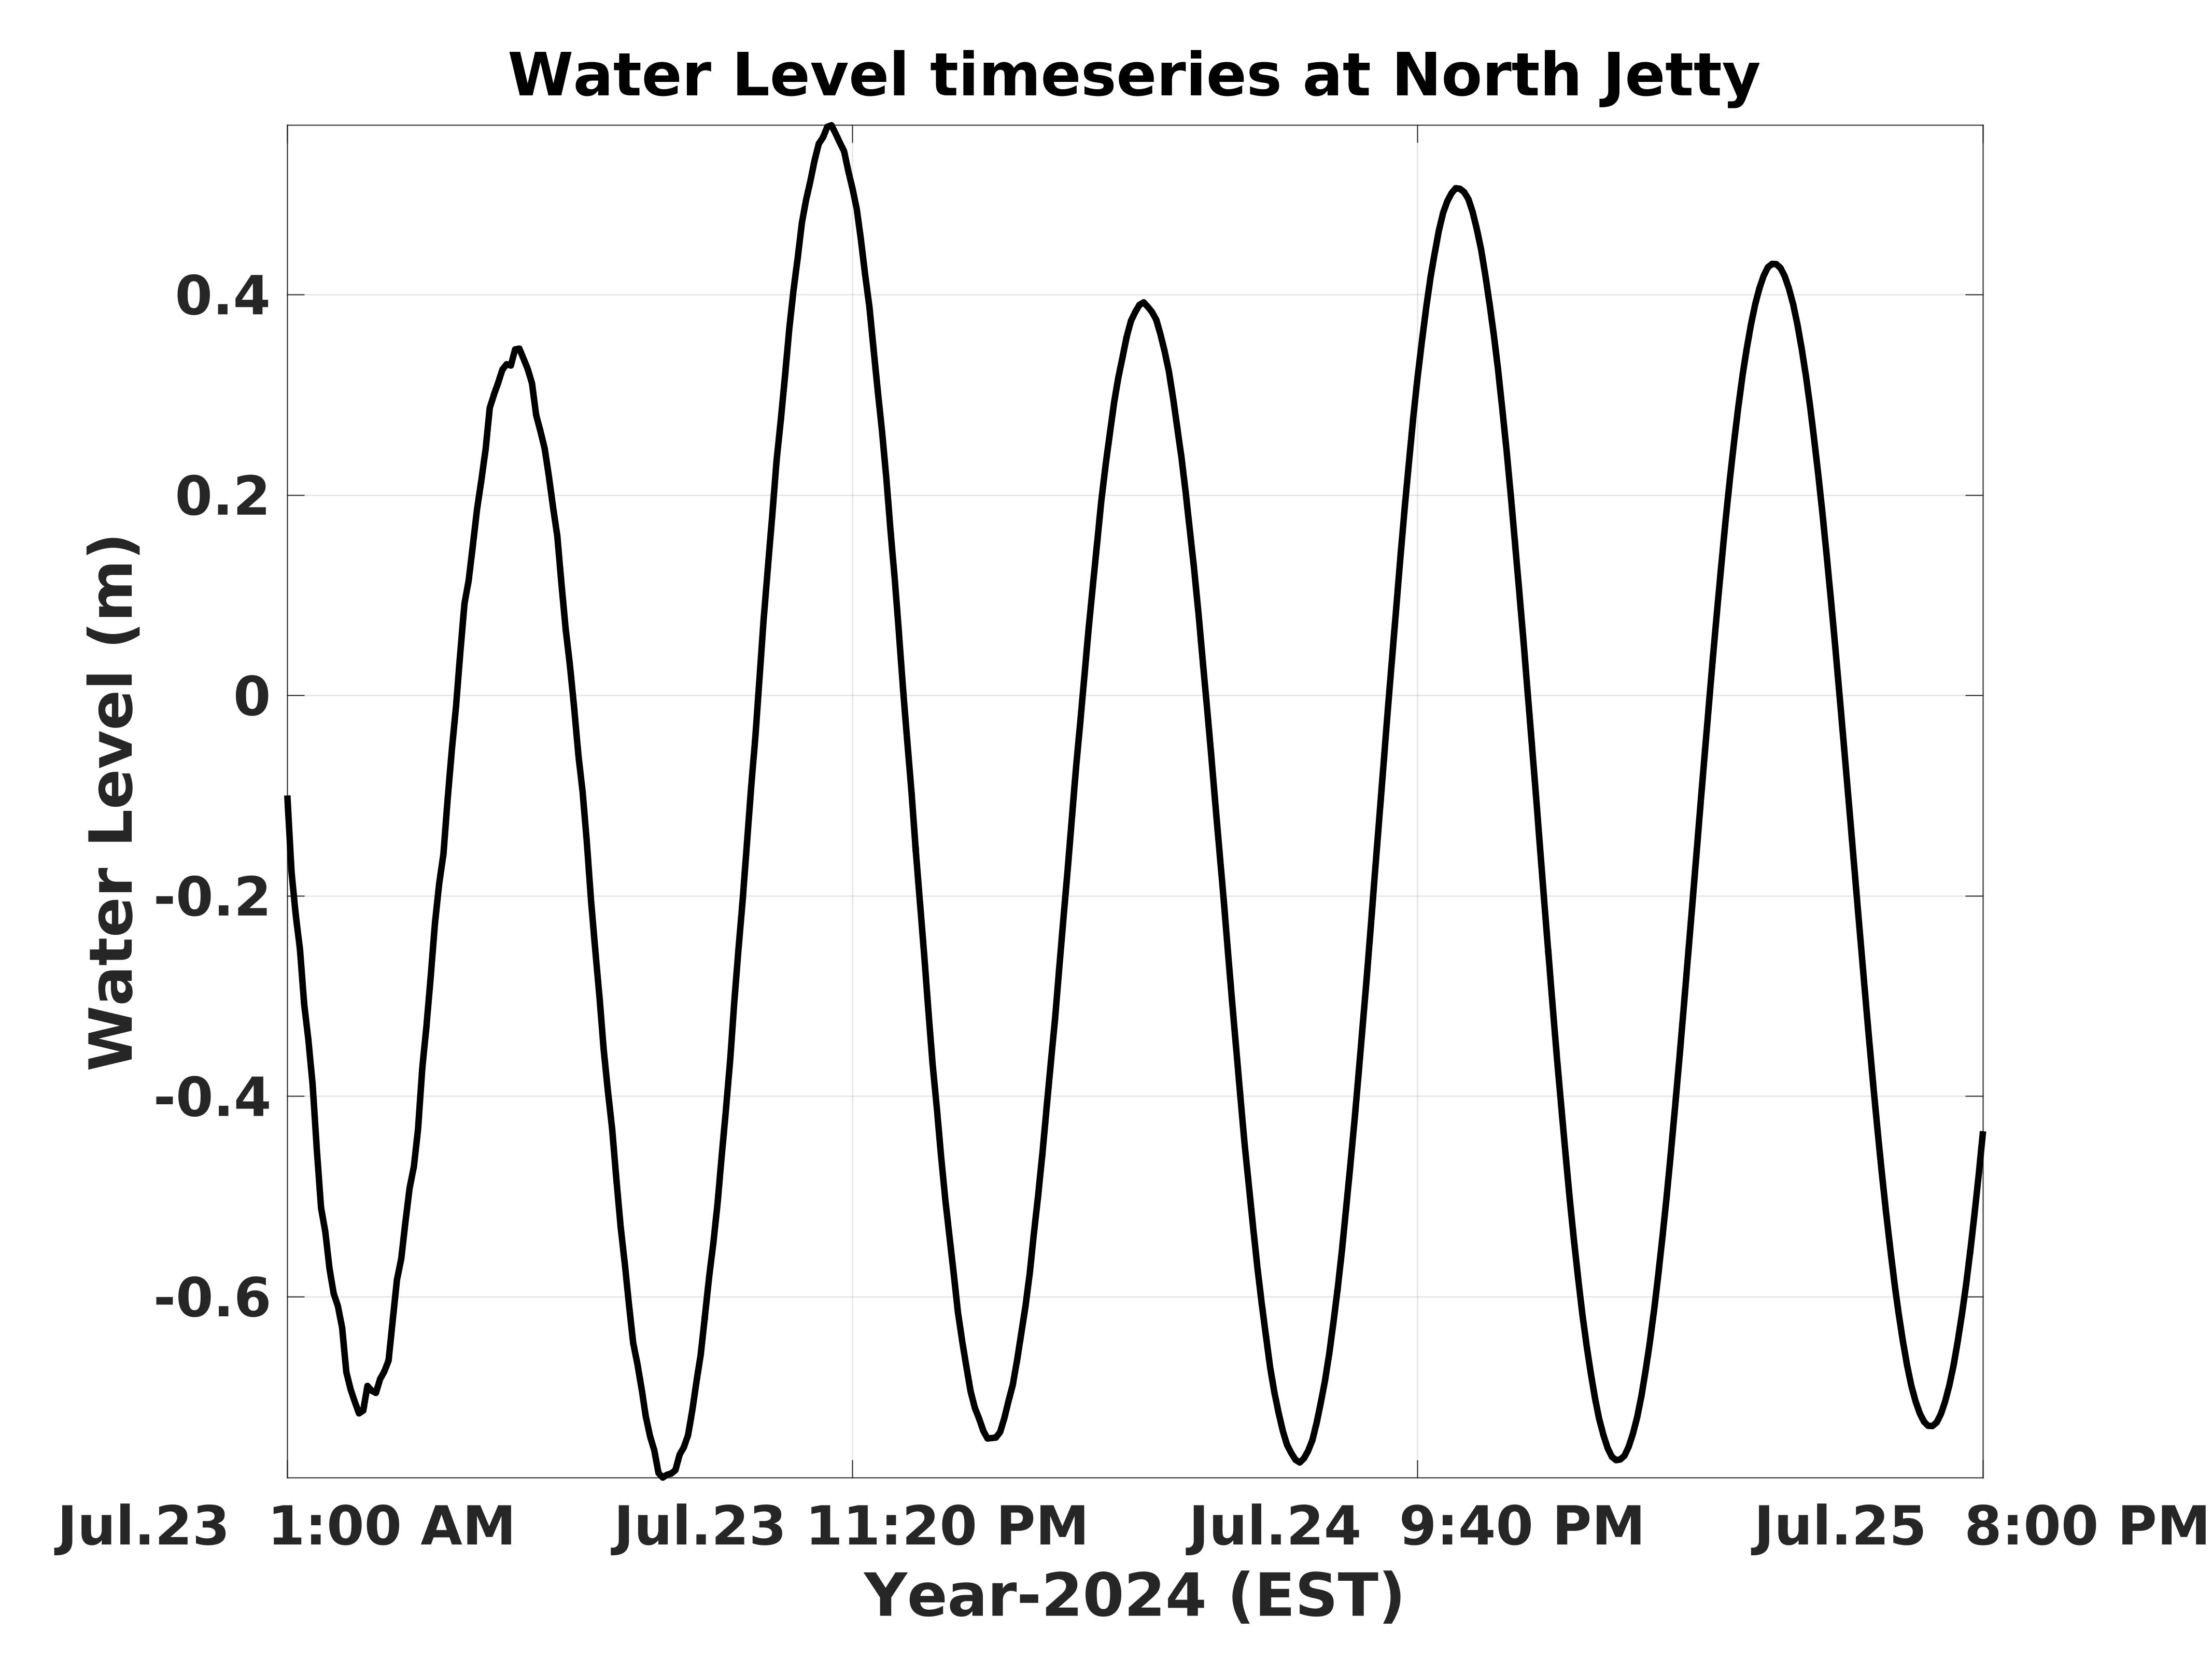 Water Level timeseries at North Jetty
0.4
0.2
0
-0.2
-0.4
-0.6
Water Level (m)
Jul.23 1:00 AM
Jul.23 11:20 PM
Jul.24 9:40 PM
Jul.25 8:00 PM
Year-2024 (EST)